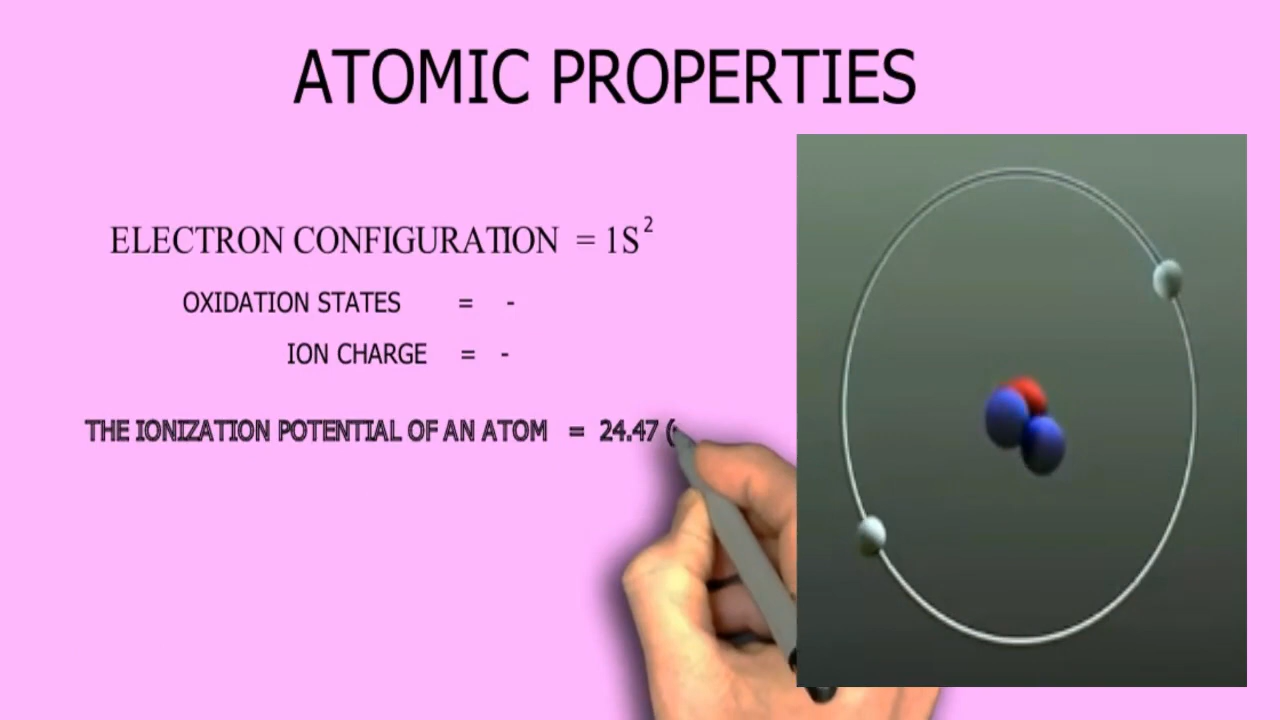 ATOMIC PROPERTIES
ELECTRON CONFIGURATION = 1S²
OXIDATION STATES = -
ION CHARGE = -
THE IONIZATION POTENTIAL OF AN ATOM = 24.47 (